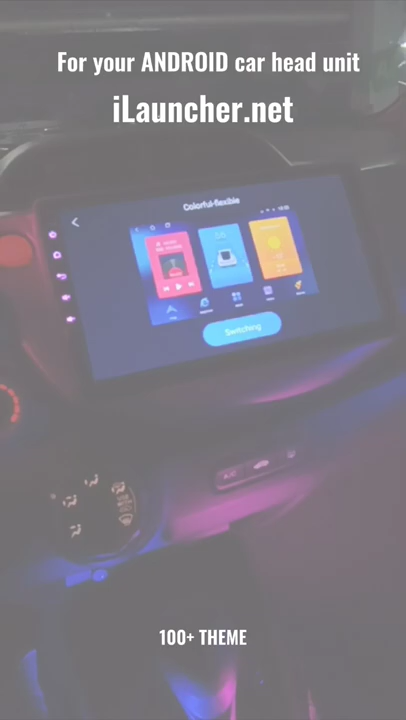 For your ANDROID car head unit
iLauncher.net
Colorful-flexible
Switching
A/C
100+ THEME